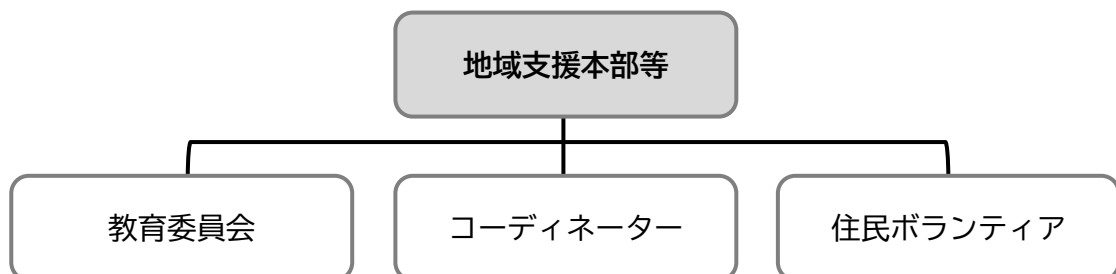 地域支援本部等
教育委員会
コーディネーター
住民ボランティア